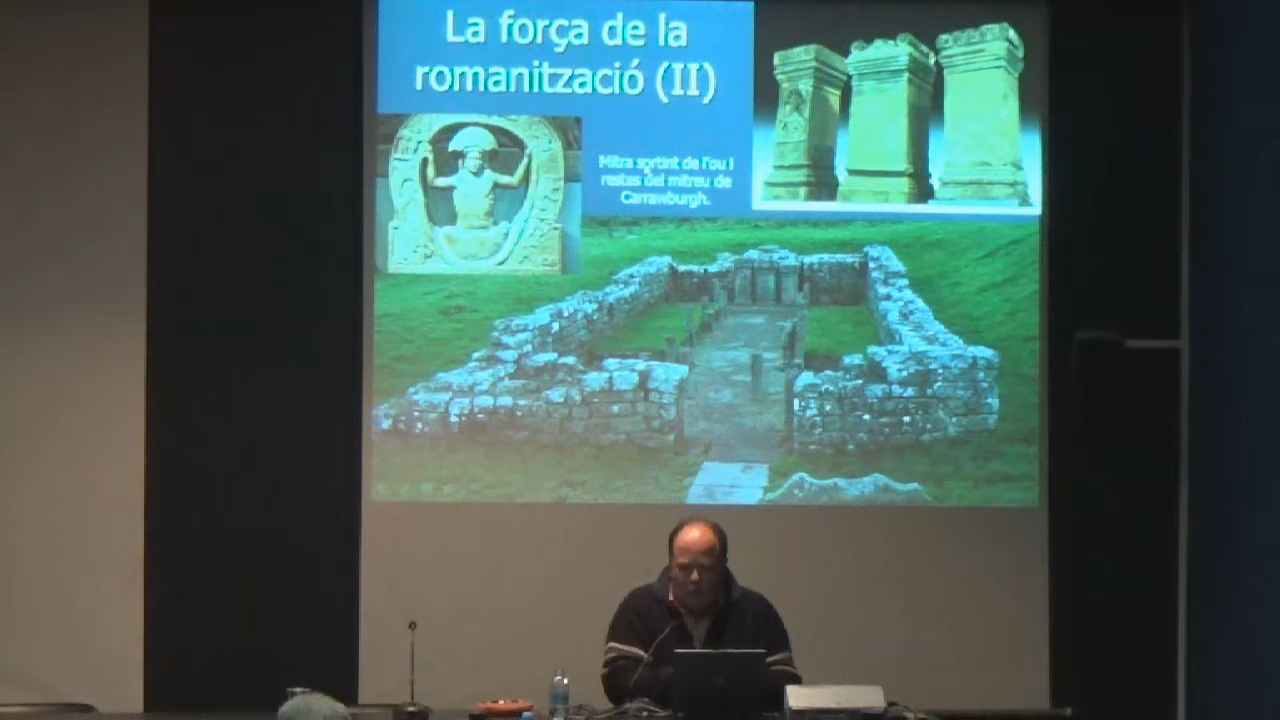 La força de la
romanització (II)
Mitra sortint de l'ou i
restes del mitreu de
Carrawburgh.